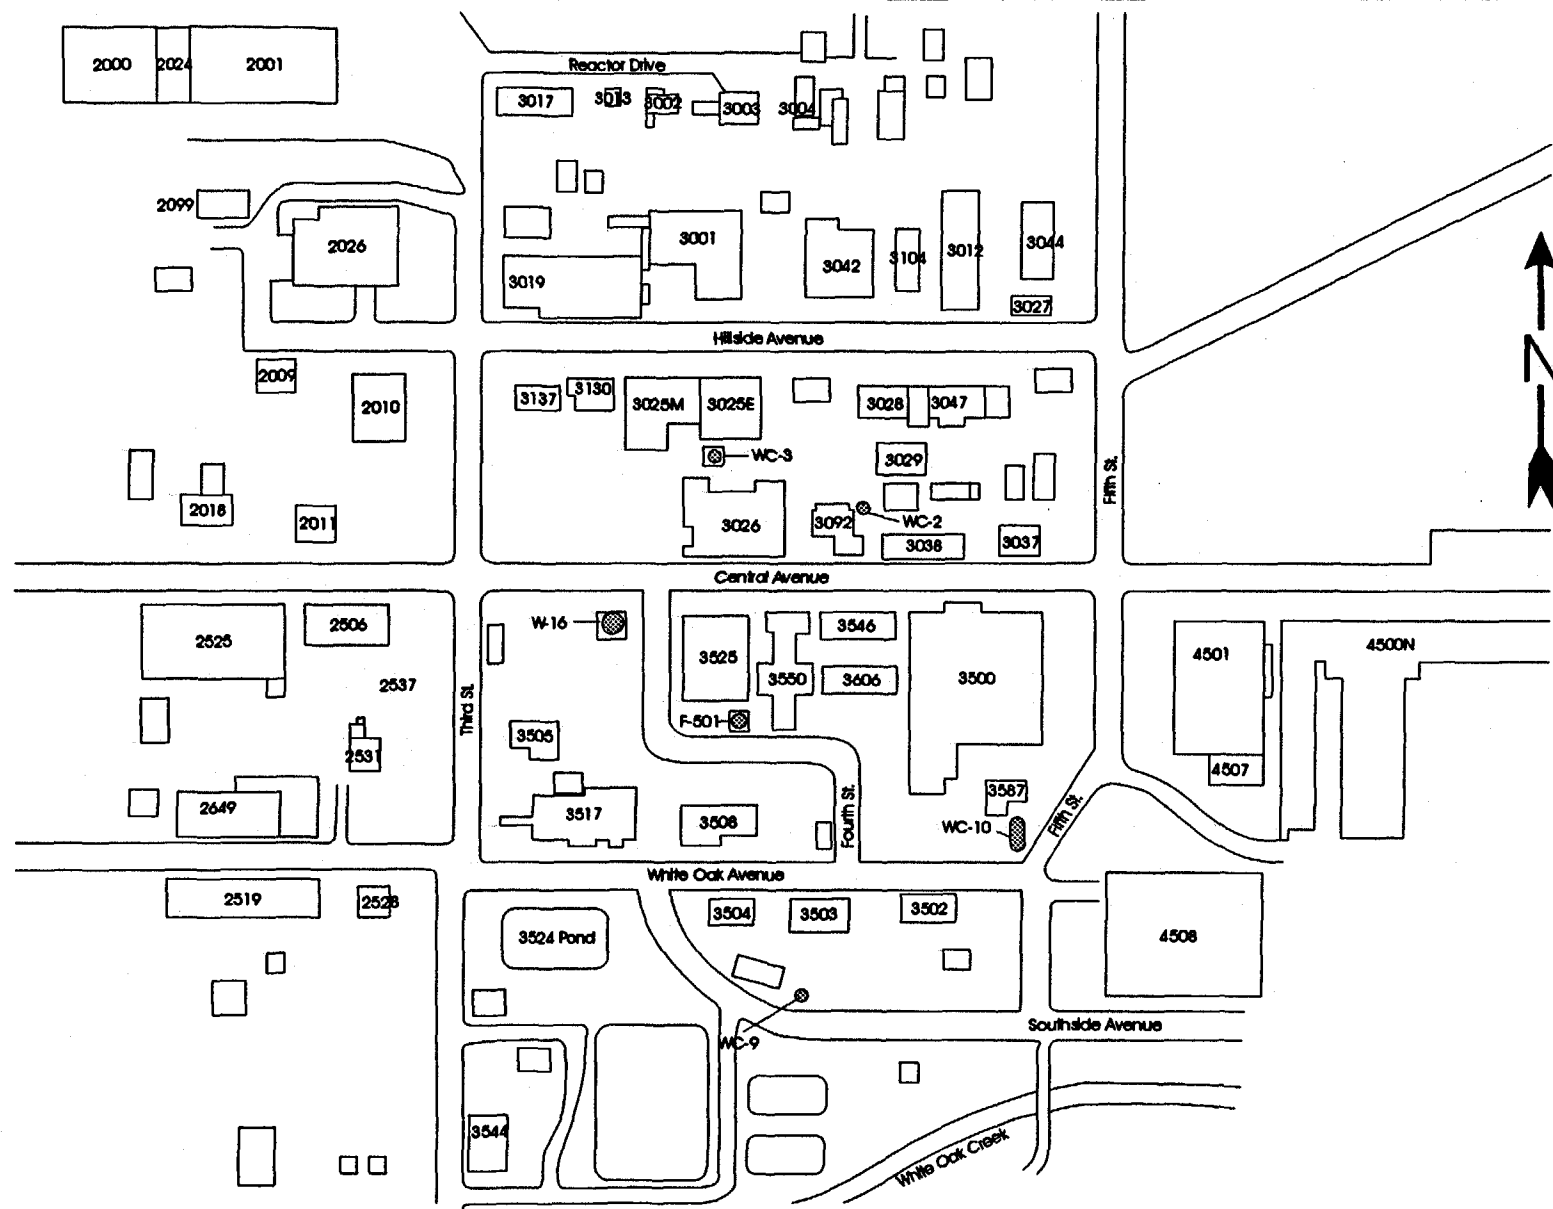 2000
2024
2001
Reactor Drive
3017
3013
3002
3003
3004
2099
2026
3001
3019
3042
3104
3012
3044
3027
Hillside Avenue
2009
2010
3137
3130
3025M
3025E
3028
3047
WC-3
3029
Fifth St.
2018
2011
3026
3092
WC-2
3038
3037
N
Central Avenue
2525
2506
W-16
3525
3546
3550
3606
3500
4501
4500N
2537
Third St.
F-501
3505
2531
4507
2649
3517
3508
Fourth St.
3587
WC-10
Fifth St.
White Oak Avenue
2519
2528
3504
3503
3502
3524 Pond
4508
WC-9
Southside Avenue
3544
White Oak Creek